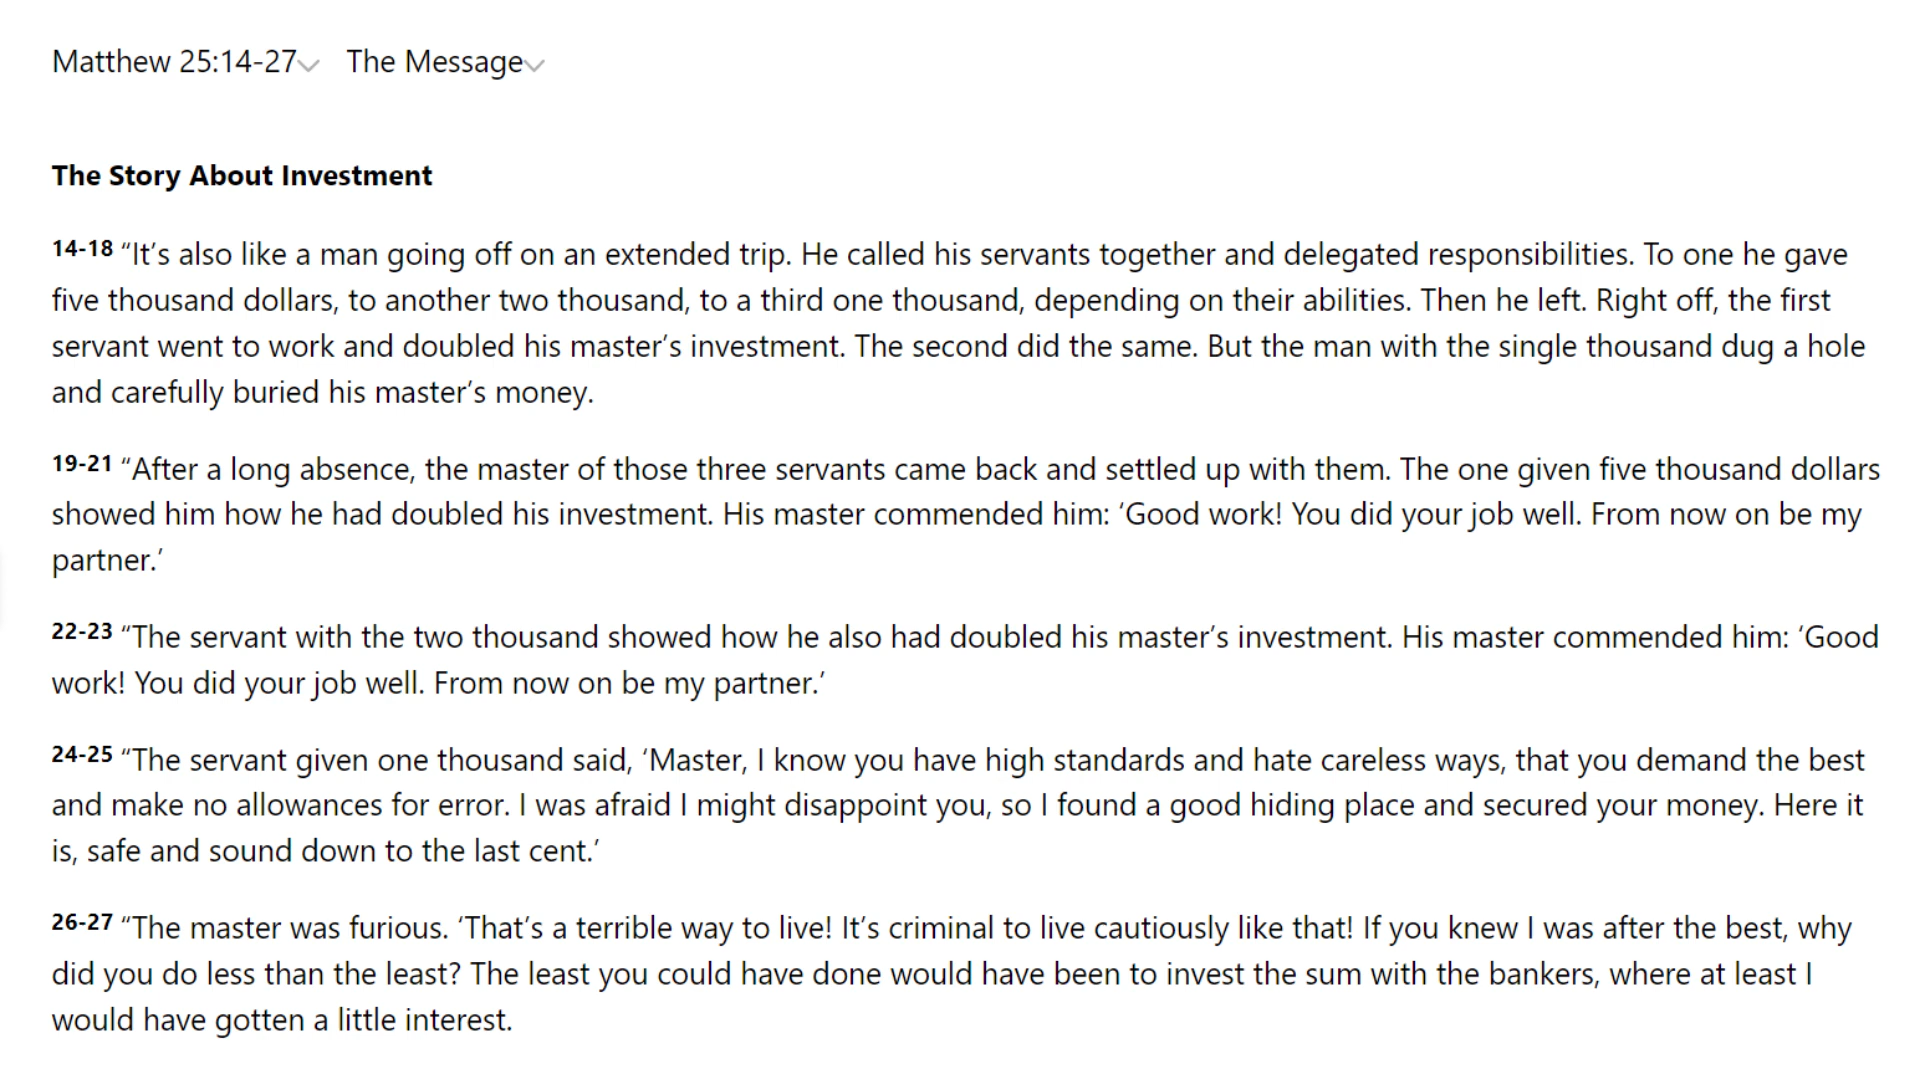 Matthew 25:14-27 The Message
The Story About Investment
14-18 “It’s also like a man going off on an extended trip. He called his servants together and delegated responsibilities. To one he gave
five thousand dollars, to another two thousand, to a third one thousand, depending on their abilities. Then he left. Right off, the first
servant went to work and doubled his master’s investment. The second did the same. But the man with the single thousand dug a hole
and carefully buried his master’s money.
19-21 “After a long absence, the master of those three servants came back and settled up with them. The one given five thousand dollars
showed him how he had doubled his investment. His master commended him: ‘Good work! You did your job well. From now on be my
partner.’
22-23 “The servant with the two thousand showed how he also had doubled his master’s investment. His master commended him: ‘Good
work! You did your job well. From now on be my partner.’
24-25 “The servant given one thousand said, ‘Master, I know you have high standards and hate careless ways, that you demand the best
and make no allowances for error. I was afraid I might disappoint you, so I found a good hiding place and secured your money. Here it
is, safe and sound down to the last cent.’
26-27 “The master was furious. ‘That’s a terrible way to live! It’s criminal to live cautiously like that! If you knew I was after the best, why
did you do less than the least? The least you could have done would have been to invest the sum with the bankers, where at least I
would have gotten a little interest.